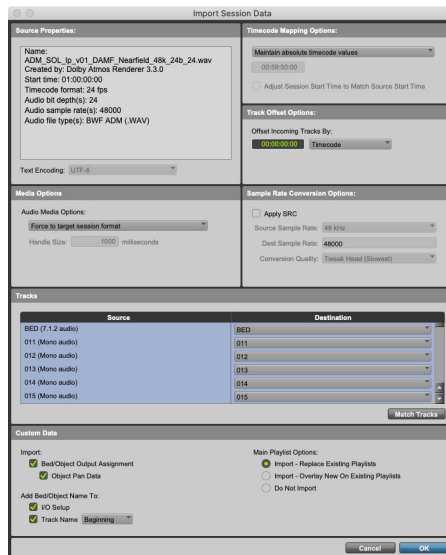 Import Session Data
Source Properties:
Name:
ADM_SOL_lp_v01_DAMF_Nearfield_48k_24b_24.wav
Created by: Dolby Atmos Renderer 3.3.0
Start time: 01:00:00:00
Timecode format: 24 fps
Audio bit depth(s): 24
Audio sample rate(s): 48000
Audio file type(s): BWF ADM (.WAV)
Text Encoding: UTF-8
Timecode Mapping Options:
Maintain absolute timecode values
00:59:50:00
Adjust Session Start Time to Match Source Start Time
Track Offset Options:
Offset Incoming Tracks By:
00:00:00:00 Timecode
Media Options
Audio Media Options:
Force to target session format
Handle Size: 1000 milliseconds
Sample Rate Conversion Options:
Apply SRC
Source Sample Rate: 48 kHz
Dest Sample Rate: 48000
Conversion Quality: Tweak Head (Slowest)
Tracks
Source Destination
BED (7.1.2 audio) BED
011 (Mono audio) 011
012 (Mono audio) 012
013 (Mono audio) 013
014 (Mono audio) 014
015 (Mono audio) 015
Match Tracks
Custom Data
Import:
Bed/Object Output Assignment
Object Pan Data
Add Bed/Object Name To:
I/O Setup
Track Name Beginning
Main Playlist Options:
Import - Replace Existing Playlists
Import - Overlay New On Existing Playlists
Do Not Import
Cancel OK